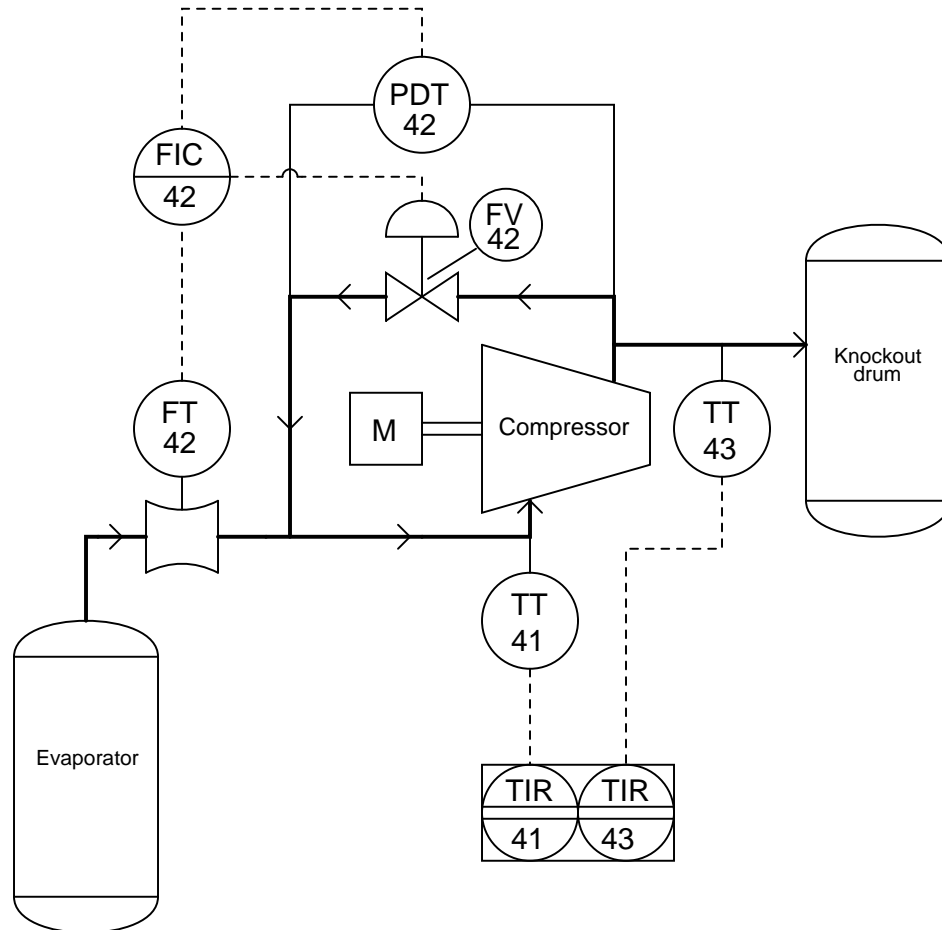 PDT
42
FIC
42
FV
42
Knockout
drum
FT
42
M
Compressor
TT
43
TT
41
Evaporator
TIR
41
TIR
43